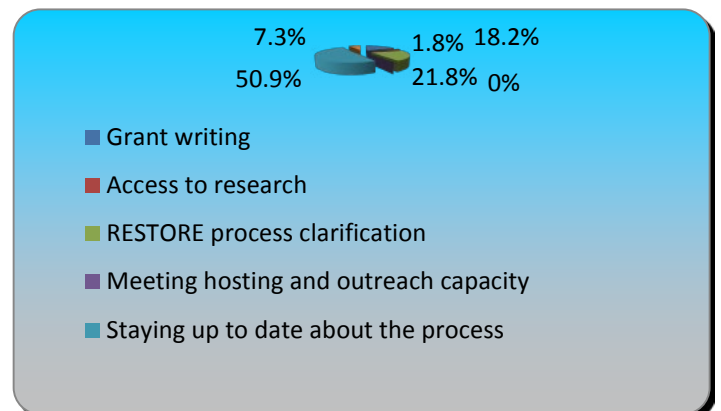 7.3% 1.8% 18.2%
50.9% 21.8% 0%
Grant writing
Access to research
RESTORE process clarification
Meeting hosting and outreach capacity
Staying up to date about the process